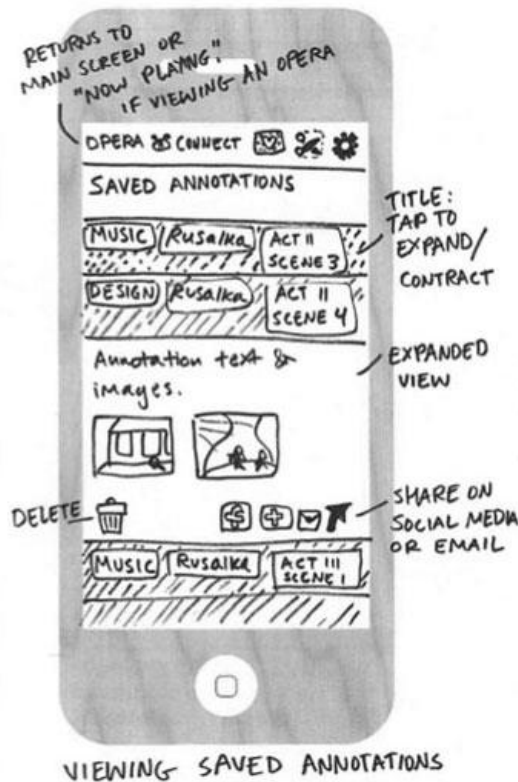 RETURNS TO
MAIN SCREEN OR
"NOW PLAYNG."
IF VIEWING AN OPERA
OPERA CONNECT
SAVED ANNOTATIONS
MUSIC Rusalka ACT II
SCENE 3
TITLE:
TAP TO
EXPAND/
CONTRACT
DESIGN Rusalka ACT II
SCENE 4
Annotation text &
images.
EXPANDED
VIEW
DELETE
SHARE ON
SOCIAL MEDIA
OR EMAIL
MUSIC Rusalka ACT III
SCENE 1
VIEWING SAVED ANNOTATIONS